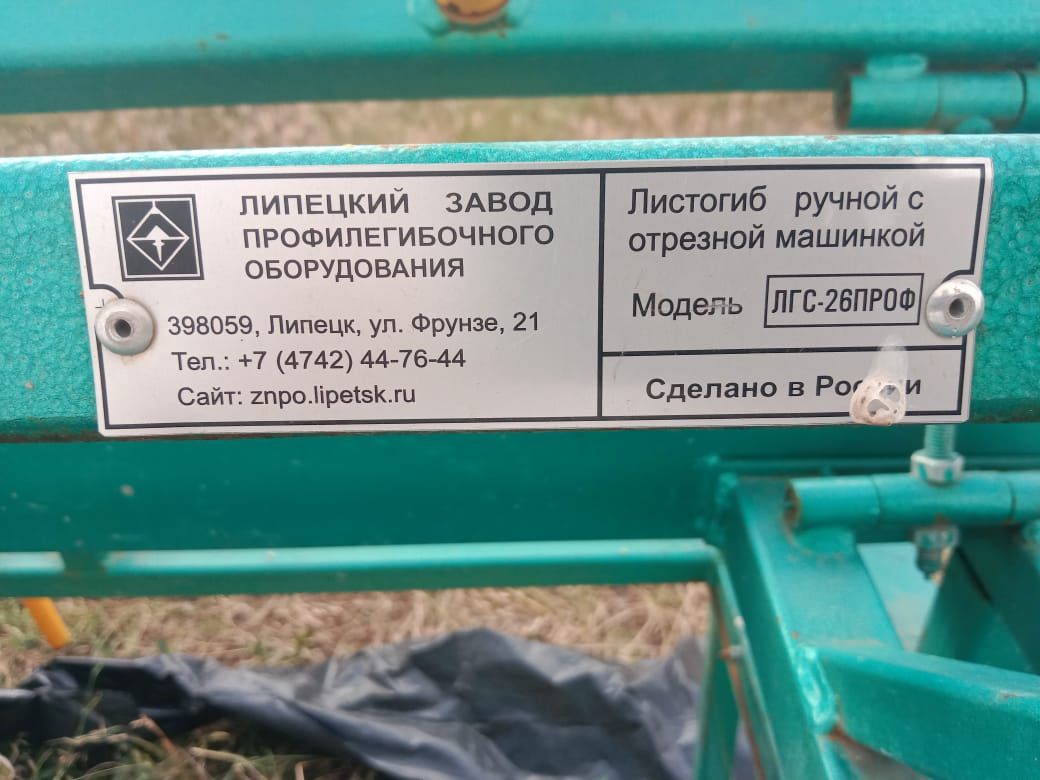 ЛИПЕЦКИЙ ЗАВОД
ПРОФИЛЕГИБОЧНОГО
ОБОРУДОВАНИЯ
398059, Липецк, ул. Фрунзе, 21
Тел.: +7 (4742) 44-76-44
Сайт: znpo.lipetsk.ru
Листогиб ручной с
отрезной машинкой
Модель ЛГС-26ПРОФ
Сделано в России